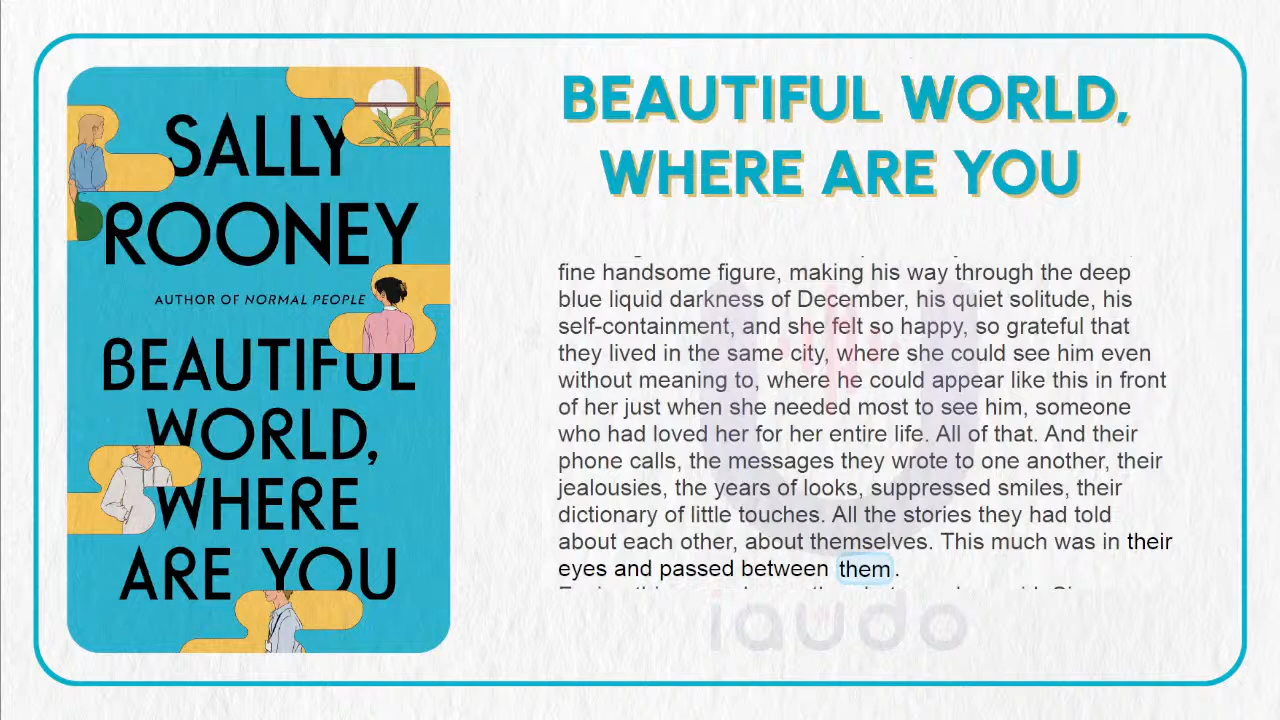 SALLY
ROONEY
AUTHOR OF NORMAL PEOPLE
BEAUTIFUL
WORLD,
WHERE
ARE YOU
BEAUTIFUL WORLD,
WHERE ARE YOU
fine handsome figure, making his way through the deep
blue liquid darkness of December, his quiet solitude, his
self-containment, and she felt so happy, so grateful that
they lived in the same city, where she could see him even
without meaning to, where he could appear like this in front
of her just when she needed most to see him, someone
who had loved her for her entire life. All of that. And their
phone calls, the messages they wrote to one another, their
jealousies, the years of looks, suppressed smiles, their
dictionary of little touches. All the stories they had told
about each other, about themselves. This much was in their
eyes and passed between them.
iaudo